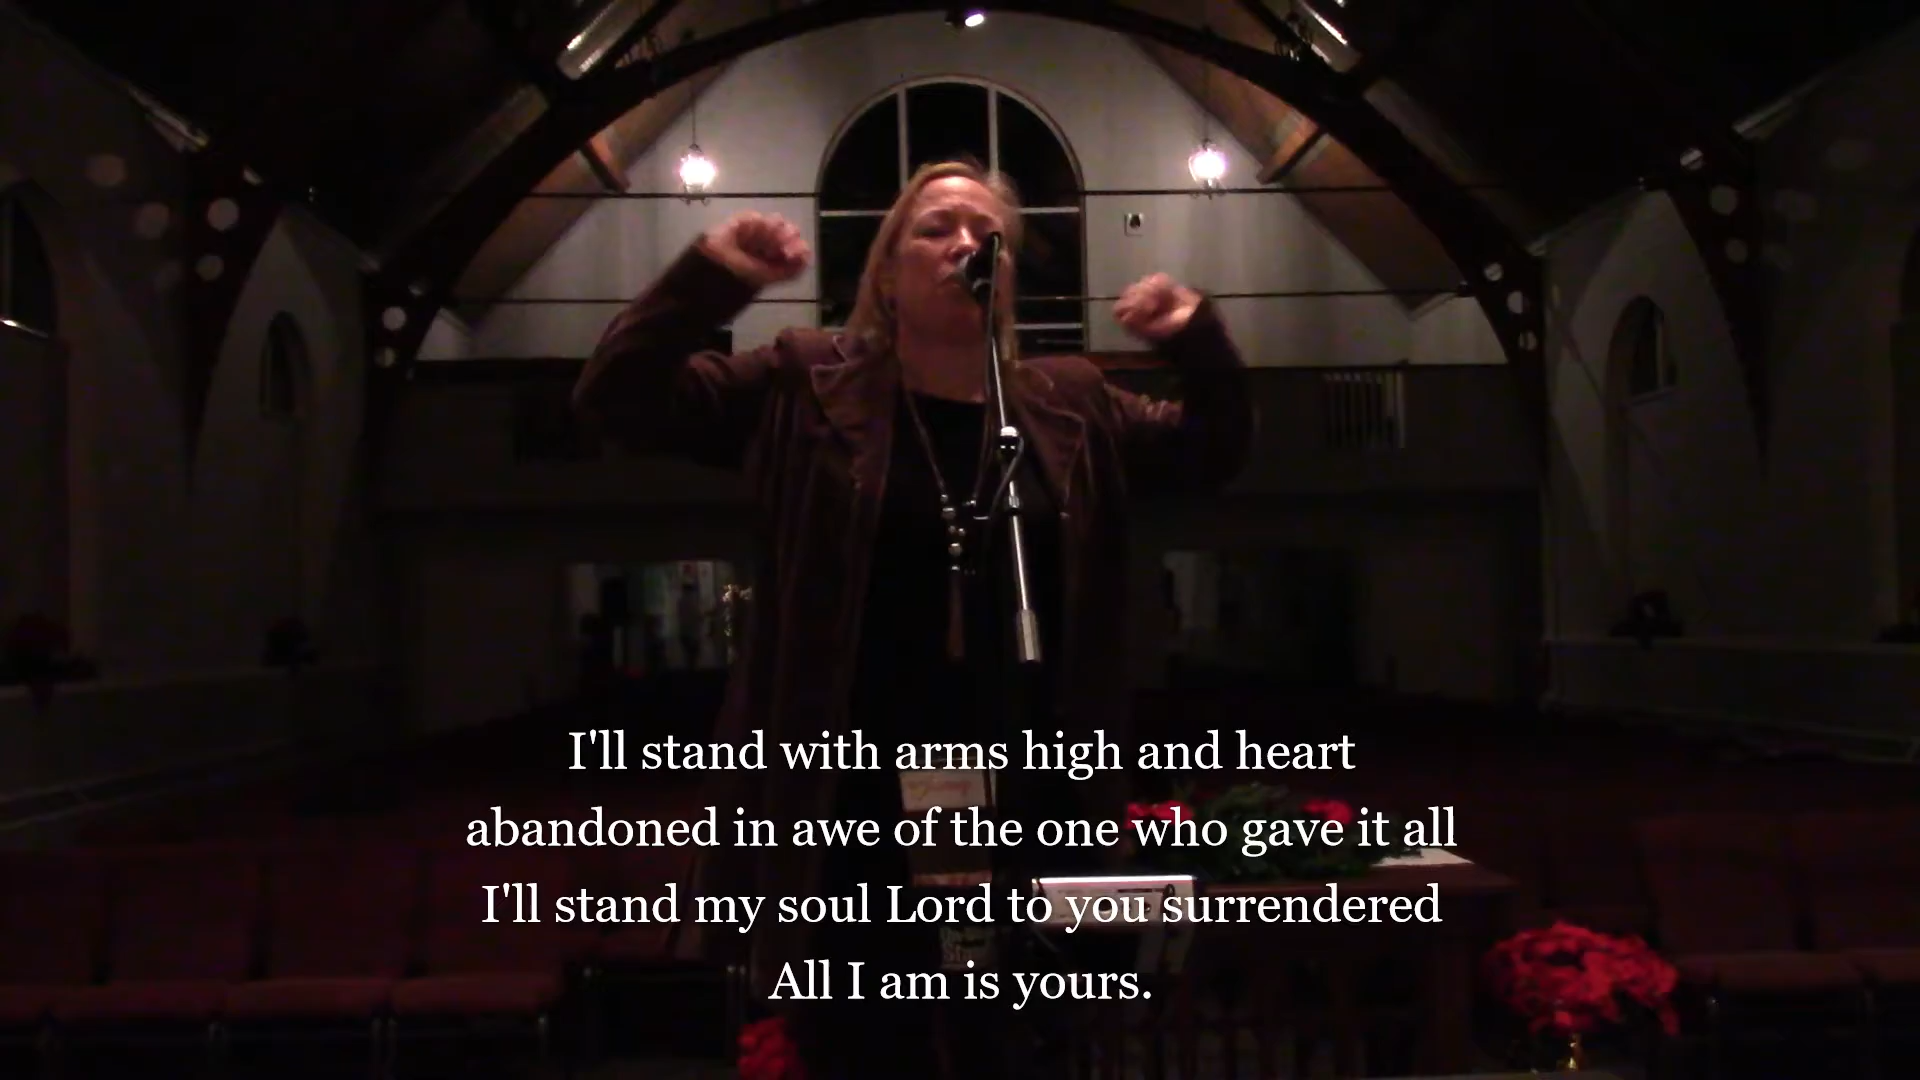 I'll stand with arms high and heart
abandoned in awe of the one who gave it all
I'll stand my soul Lord to you surrendered
All I am is yours.